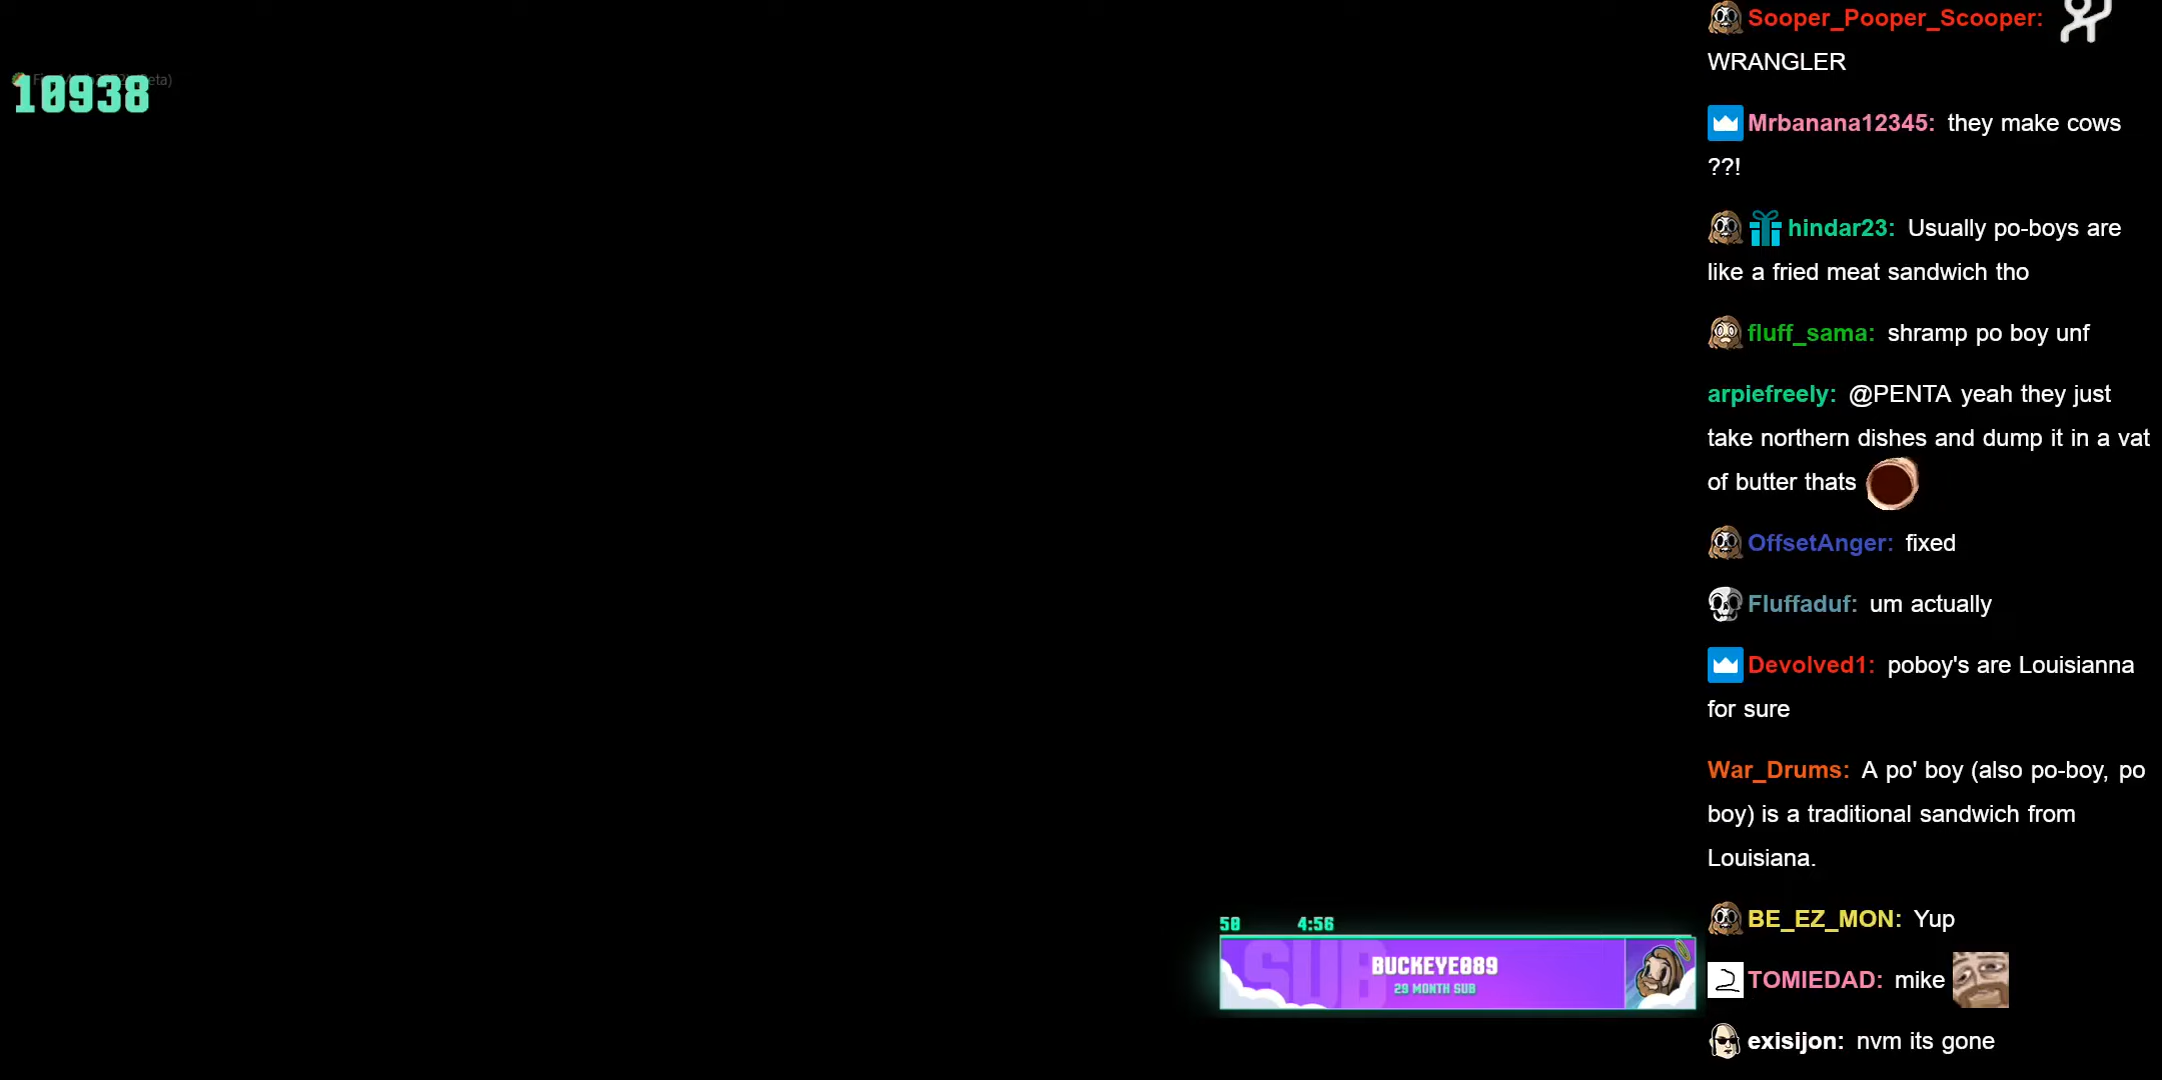 10938
Sooper_Pooper_Scooper:
WRANGLER
Mrbanana12345: they make cows
??!
hindar23: Usually po-boys are
like a fried meat sandwich tho
fluff_sama: shramp po boy unf
arpiefreely: @PENTA yeah they just
take northern dishes and dump it in a vat
of butter thats
OffsetAnger: fixed
Fluffaduf: um actually
Devolved1: poboy's are Louisianna
for sure
War_Drums: A po' boy (also po-boy, po
boy) is a traditional sandwich from
Louisiana.
BE_EZ_MON: Yup
TOMIEDAD: mike
exisijon: nvm its gone
50 4:56
SUB
BUCKEYE089
29 MONTH SUB